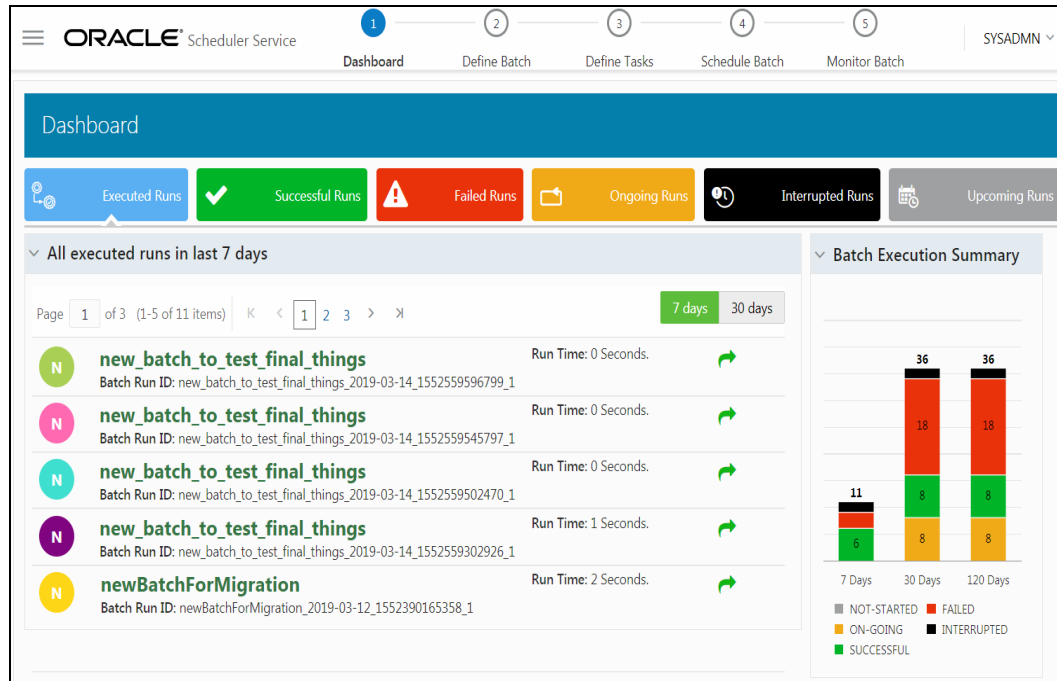 1 2 3 4 5
ORACLE® Scheduler Service
SYSADMN
Dashboard Define Batch Define Tasks Schedule Batch Monitor Batch
Dashboard
Executed Runs Successful Runs Failed Runs Ongoing Runs Interrupted Runs Upcoming Runs
All executed runs in last 7 days
Page 1 of 3 (1-5 of 11 items) 1 2 3
7 days 30 days
N
new_batch_to_test_final_things
Run Time: 0 Seconds.
Batch Run ID: new_batch_to_test_final_things_2019-03-14_1552559596799_1
N
new_batch_to_test_final_things
Run Time: 0 Seconds.
Batch Run ID: new_batch_to_test_final_things_2019-03-14_1552559545797_1
N
new_batch_to_test_final_things
Run Time: 0 Seconds.
Batch Run ID: new_batch_to_test_final_things_2019-03-14_1552559502470_1
N
new_batch_to_test_final_things
Run Time: 1 Seconds.
Batch Run ID: new_batch_to_test_final_things_2019-03-14_1552559302926_1
N
newBatchForMigration
Run Time: 2 Seconds.
Batch Run ID: newBatchForMigration_2019-03-12_1552390165358_1
Batch Execution Summary
36 36
18 18
11
8 8
6
8 8
7 Days 30 Days 120 Days
NOT-STARTED FAILED
ON-GOING INTERRUPTED
SUCCESSFUL